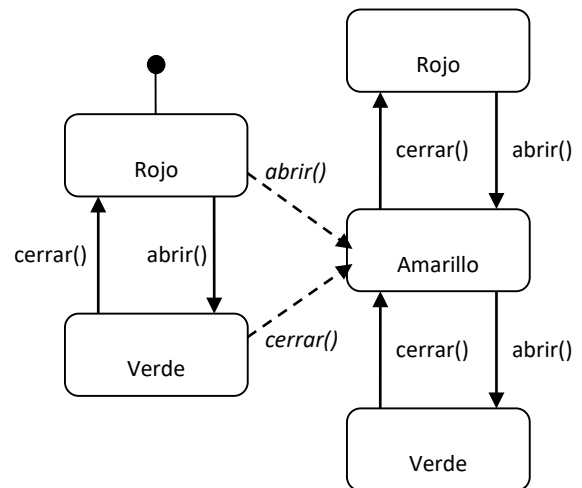 Rojo
cerrar()
abrir()
Verde
abrir()
cerrar()
Rojo
cerrar()
abrir()
Amarillo
cerrar()
abrir()
Verde